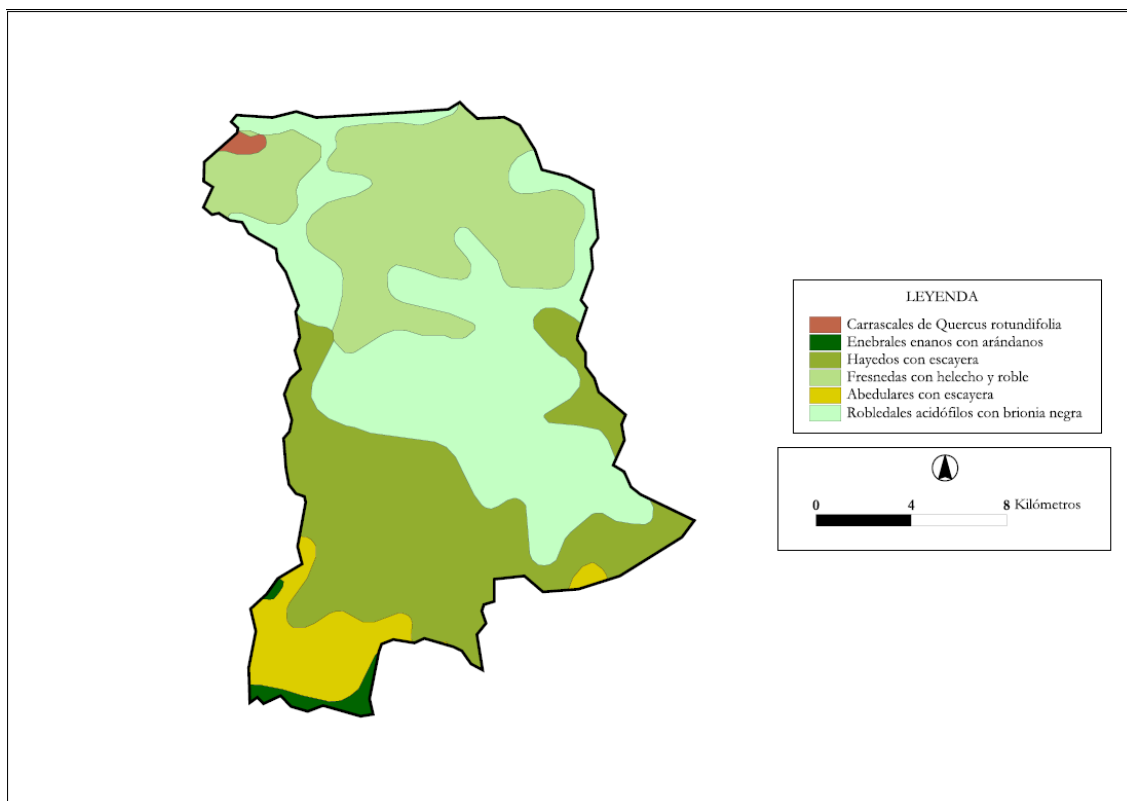 LEYENDA
Carrascales de Quercus rotundifolia
Enebrales enanos con arándanos
Hayedos con escayera
Fresnedas con helecho y roble
Abedulares con escayera
Robledales acidófilos con brionia negra
0 4 8 Kilómetros